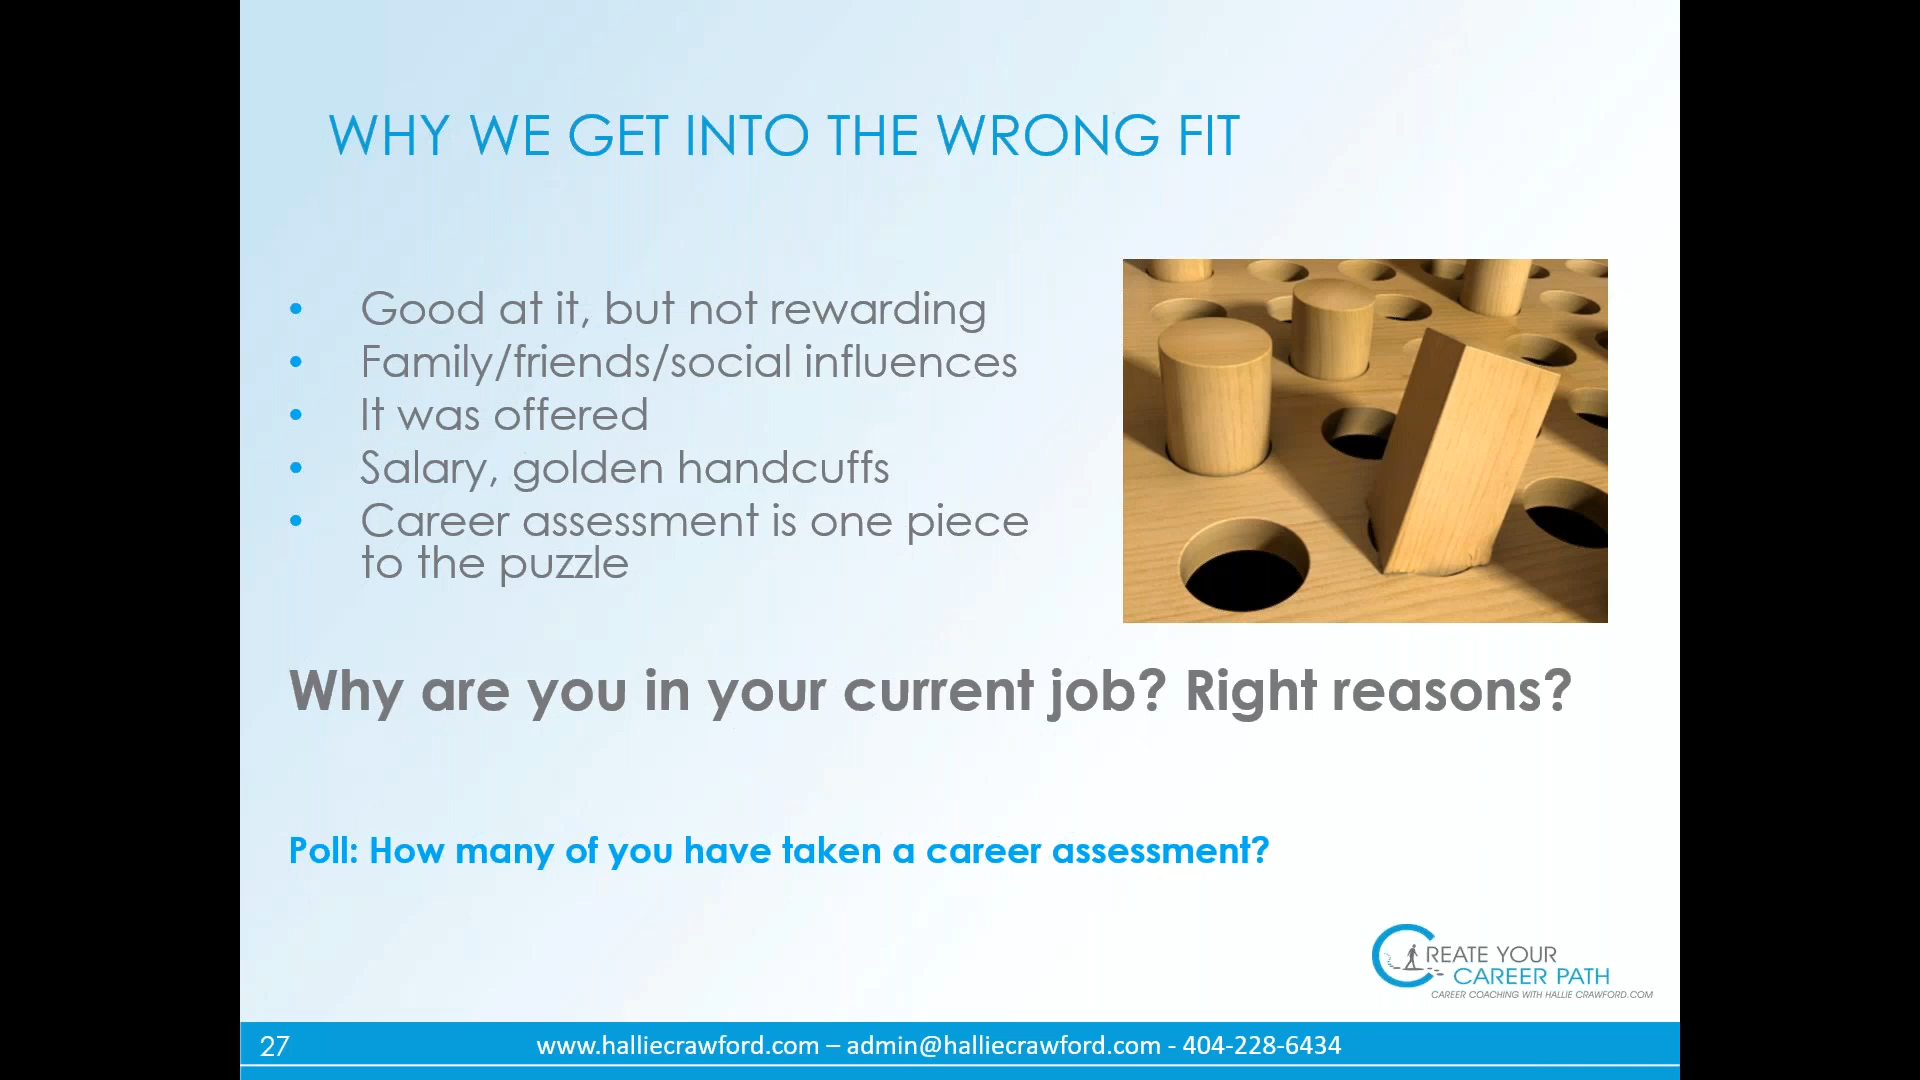 WHY WE GET INTO THE WRONG FIT
• Good at it, but not rewarding
• Family/friends/social influences
• It was offered
• Salary, golden handcuffs
• Career assessment is one piece
to the puzzle
Why are you in your current job? Right reasons?
Poll: How many of you have taken a career assessment?
CREATE YOUR
CAREER PATH
CAREER COACHING WITH HALLIE CRAWFORD.COM
27
www.halliecrawford.com – admin@halliecrawford.com - 404-228-6434